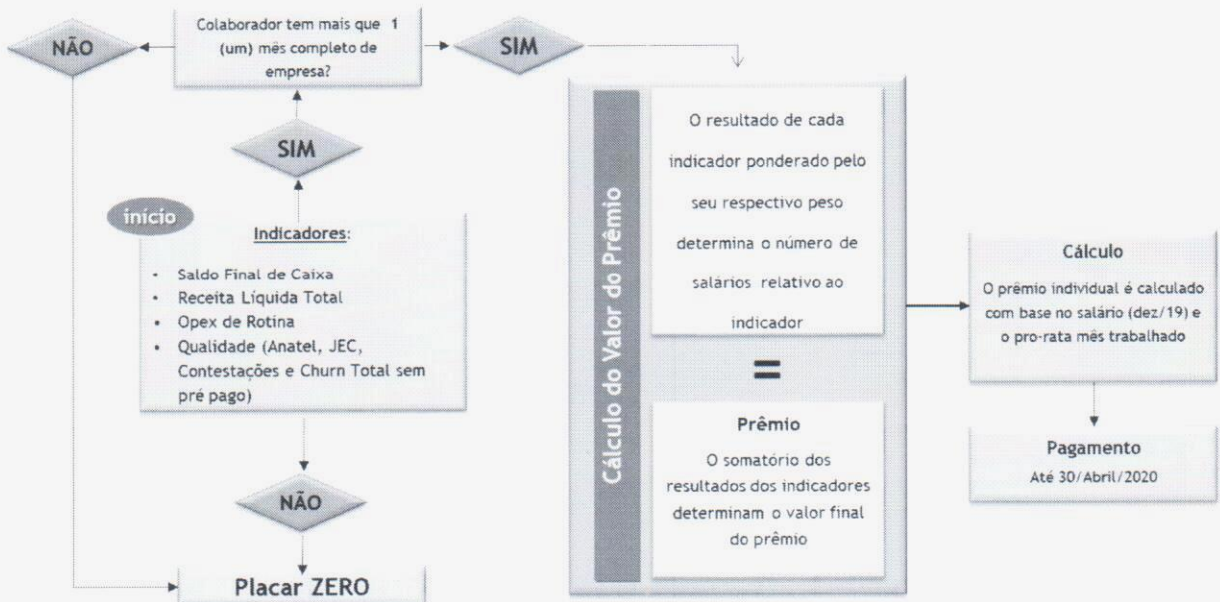 NÃO
Colaborador tem mais que 1
(um) mês completo de
empresa?
SIM
SIM
início
Indicadores:
• Saldo Final de Caixa
• Receita Líquida Total
• Opex de Rotina
• Qualidade (Anatel, JEC,
Contestações e Churn Total sem
pré pago)
NÃO
Placar ZERO
Cálculo do Valor do Prêmio
O resultado de cada
indicador ponderado pelo
seu respectivo peso
determina o número de
salários relativo ao
indicador
=
Prêmio
O somatório dos
resultados dos indicadores
determinam o valor final
do prêmio
Cálculo
O prêmio individual é calculado
com base no salário (dez/19) e
o pro-rata mês trabalhado
Pagamento
Até 30/Abril/2020